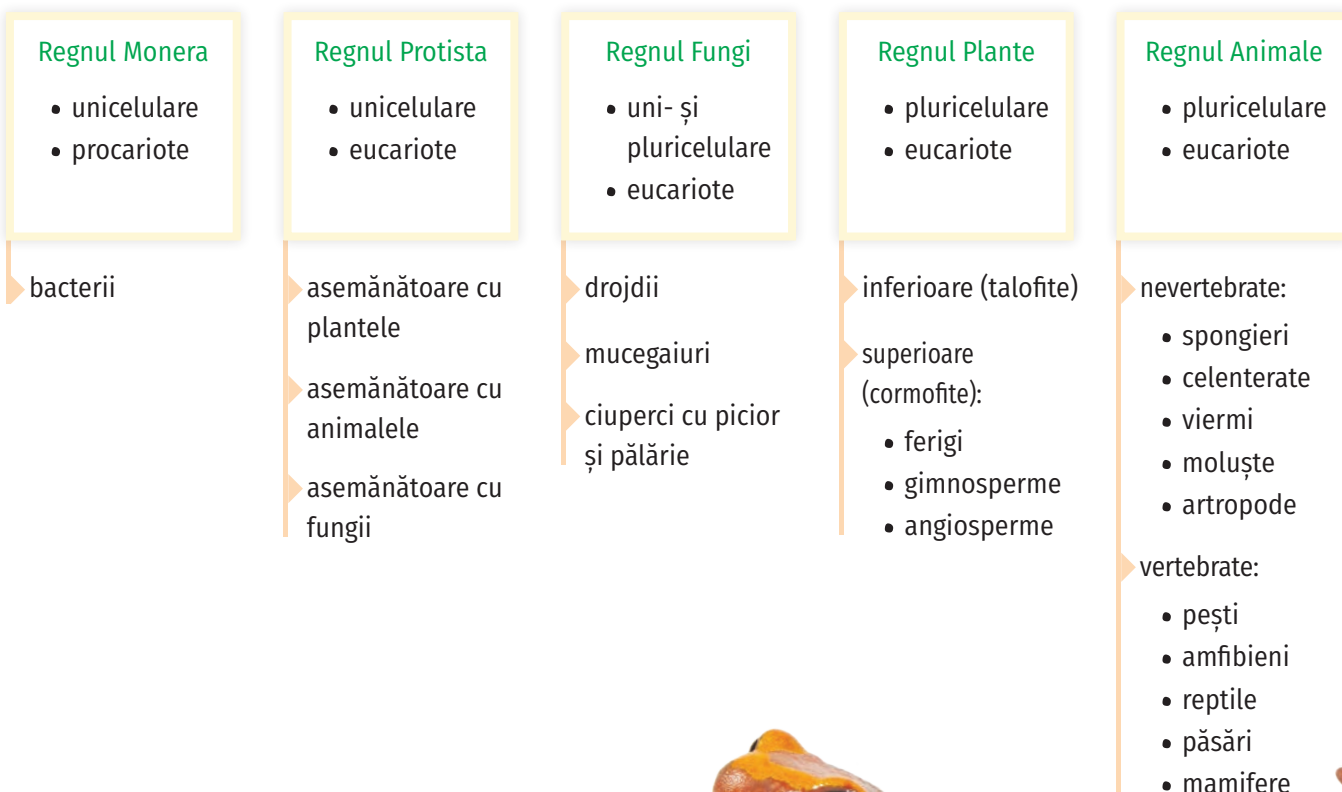 Regnul Monera
• unicelulare
• procariote
bacterii
Regnul Protista
• unicelulare
• eucariote
asemănătoare cu
plantele
asemănătoare cu
animalele
asemănătoare cu
fungii
Regnul Fungi
• uni- și
pluricelulare
• eucariote
drojdii
mucegaiuri
ciuperci cu picior
și pălărie
Regnul Plante
• pluricelulare
• eucariote
inferioare (talofite)
superioare
(cormofite):
• ferigi
• gimnosperme
• angiosperme
Regnul Animale
• pluricelulare
• eucariote
nevertebrate:
• spongieri
• celenterate
• viermi
• moluște
• artropode
vertebrate:
• pești
• amfibieni
• reptile
• păsări
• mamifere